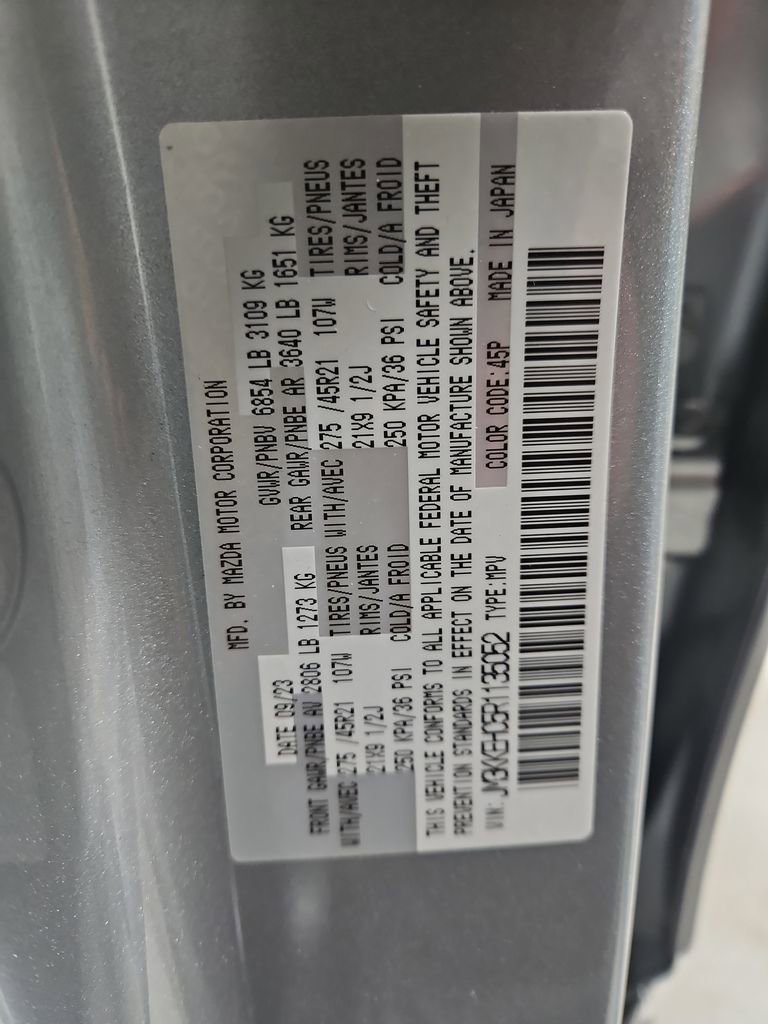 MFD. BY MAZDA MOTOR CORPORATION
DATE 09/23 GVWR/PNBV 6854 LB 3109 KG
FRONT GAWR/PNBE AV 2806 LB 1273 KG REAR GAWR/PNBE AR 3640 LB 1651 KG
WITH/AVEC 275 /45R21 107W TIRES/PNEUS WITH/AVEC 275 /45R21 107W TIRES/PNEUS
21X9 1/2J RIMS/JANTES 21X9 1/2J RIMS/JANTES
250 KPA/36 PSI COLD/A FROID 250 KPA/36 PSI COLD/A FROID
THIS VEHICLE CONFORMS TO ALL APPLICABLE FEDERAL MOTOR VEHICLE SAFETY AND THEFT
PREVENTION STANDARDS IN EFFECT ON THE DATE OF MANUFACTURE SHOWN ABOVE.
VIN: JM3KKEHC5R1135052 TYPE:MPV COLOR CODE:45P MADE IN JAPAN